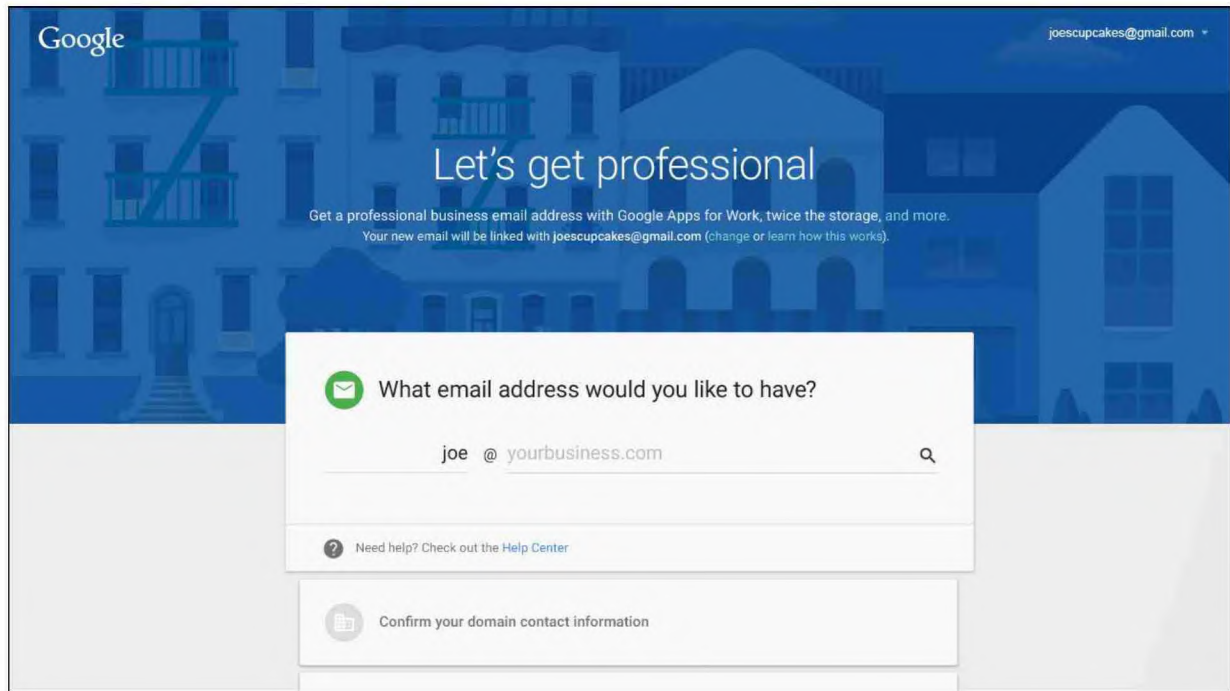 Google
joescupcakes@gmail.com
Let's get professional
Get a professional business email address with Google Apps for Work, twice the storage, and more.
Your new email will be linked with joescupcakes@gmail.com (change or learn how this works).
What email address would you like to have?
joe @ yourbusiness.com
Need help? Check out the Help Center
Confirm your domain contact information